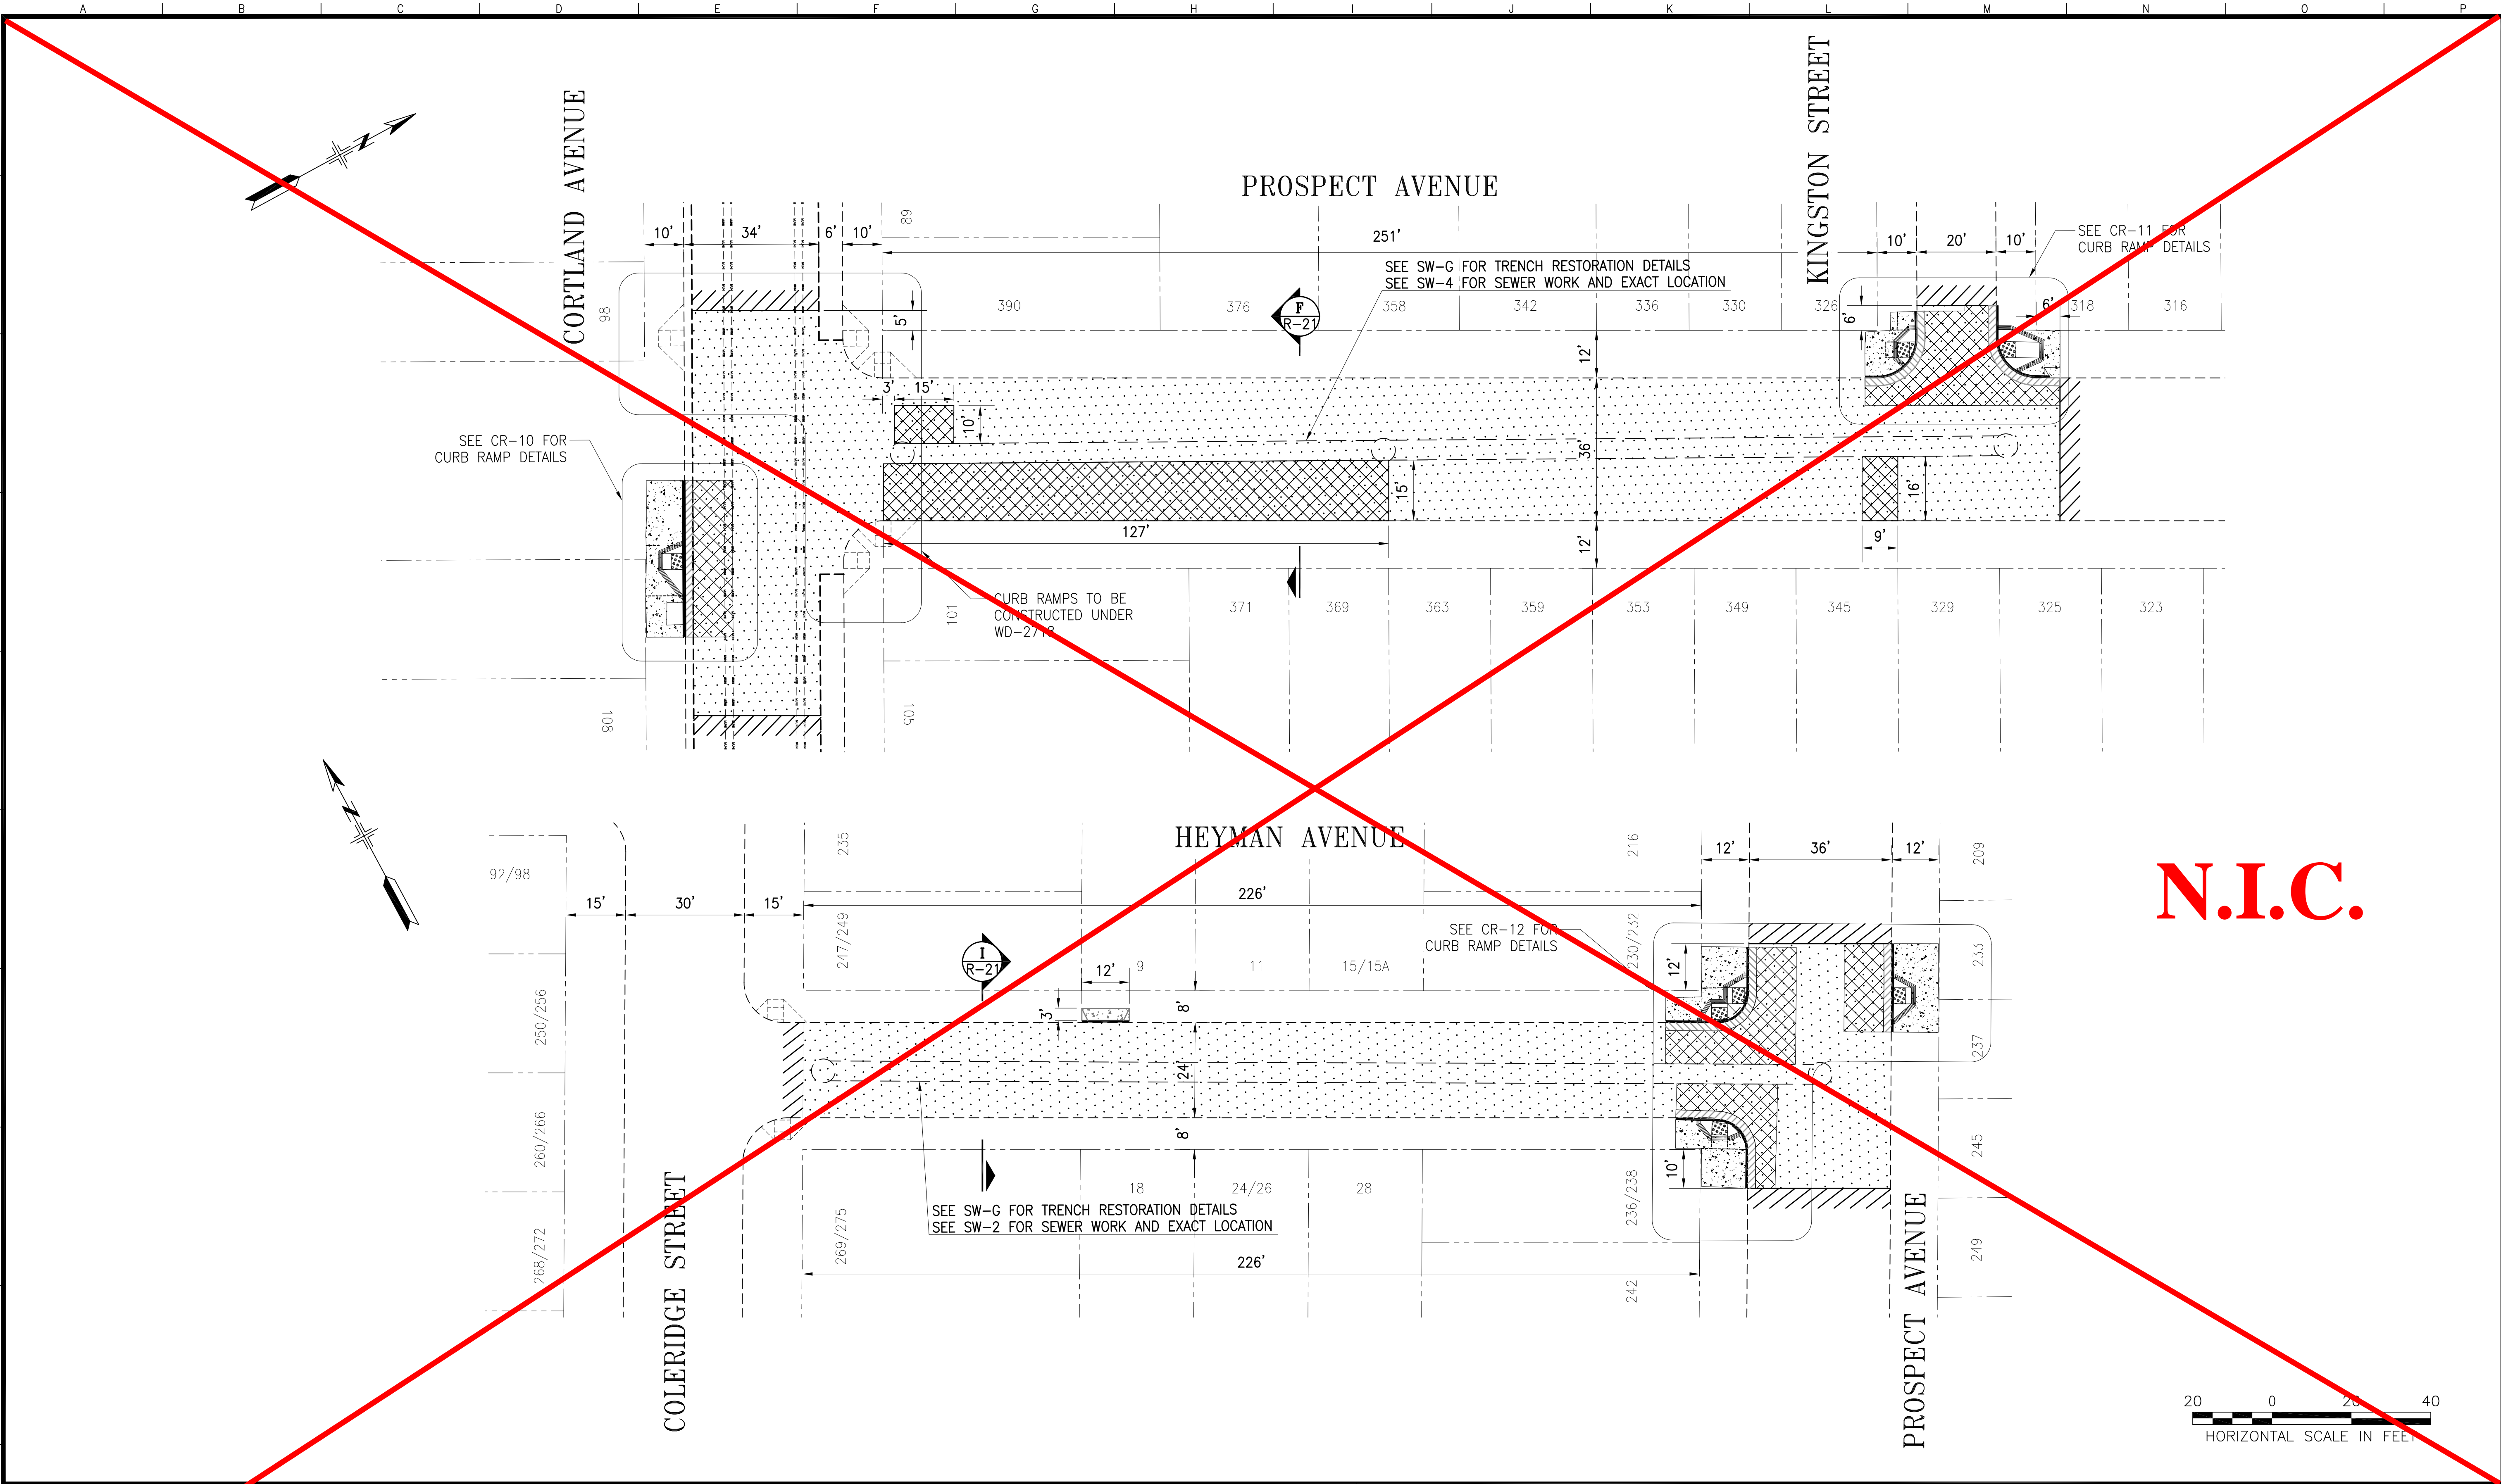 A B C D E F G H I J K L M N O P
CORTLAND AVENUE
PROSPECT AVENUE
KINGSTON STREET
N
10'
34'
6'
10'
68
251'
10'
20'
10'
SEE CR-11 FOR
CURB RAMP DETAILS
SEE SW-G FOR TRENCH RESTORATION DETAILS
SEE SW-4 FOR SEWER WORK AND EXACT LOCATION
98
5'
390
376
F
R-21
358
342
336
330
326
6'
6'
318
316
12'
3'
15'
10'
36'
SEE CR-10 FOR
CURB RAMP DETAILS
15'
16'
127'
12'
9'
CURB RAMPS TO BE
CONSTRUCTED UNDER
WD-2718
101
371
369
363
359
353
349
345
329
325
323
108
105
N
HEYMAN AVENUE
92/98
235
216
209
15'
30'
15'
226'
12'
36'
12'
N.I.C.
247/249
SEE CR-12 FOR
CURB RAMP DETAILS
230/232
233
I
R-21
12'
9
11
15/15A
12'
250/256
3'
8'
237
24'
260/266
8'
245
10'
18
24/26
28
236/238
SEE SW-G FOR TRENCH RESTORATION DETAILS
SEE SW-2 FOR SEWER WORK AND EXACT LOCATION
268/272
269/275
226'
249
242
COLERIDGE STREET
PROSPECT AVENUE
20 0 20 40
HORIZONTAL SCALE IN FEET